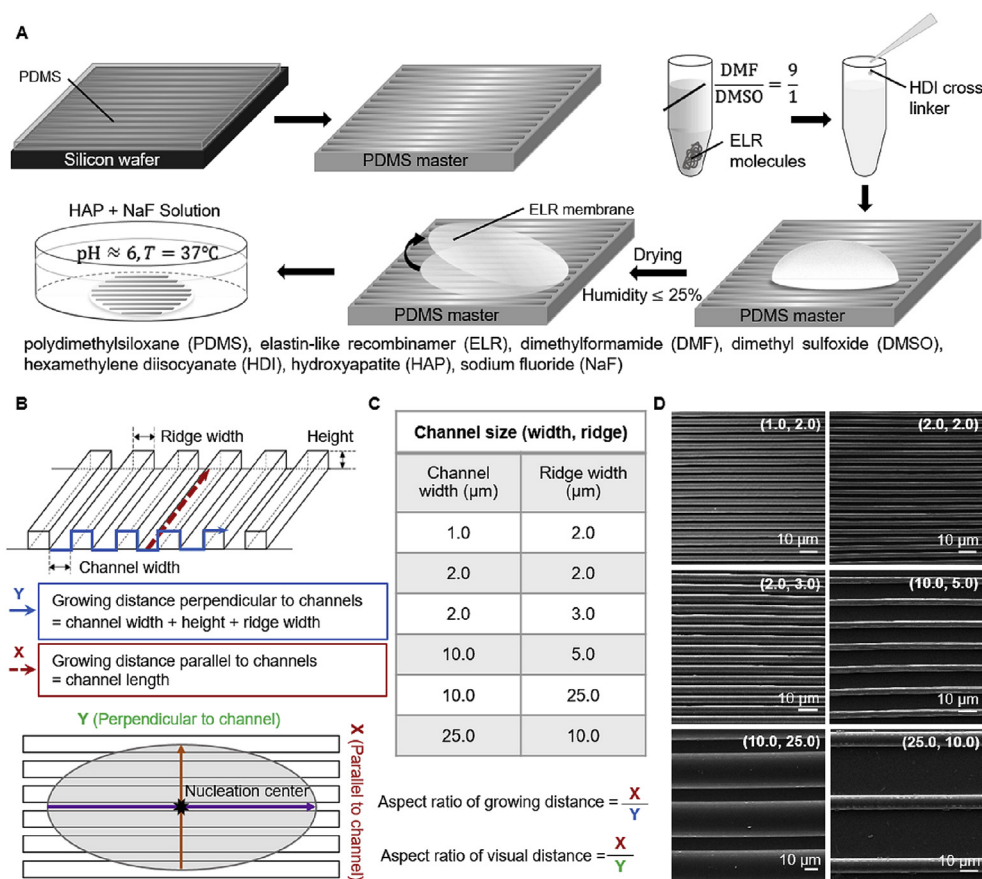 A
PDMS
Silicon wafer
PDMS master
DMF
DMSO
= 9
1
ELR
molecules
HDI cross
linker
HAP + NaF Solution
pH ≈ 6, T = 37°C
ELR membrane
PDMS master
Drying
Humidity ≤ 25%
PDMS master
polydimethylsiloxane (PDMS), elastin-like recombinamer (ELR), dimethylformamide (DMF), dimethyl sulfoxide (DMSO),
hexamethylene diisocyanate (HDI), hydroxyapatite (HAP), sodium fluoride (NaF)
B
Ridge width
Height
Channel width
Y
Growing distance perpendicular to channels
= channel width + height + ridge width
X
Growing distance parallel to channels
= channel length
Y (Perpendicular to channel)
X (Parallel to channel)
Nucleation center
C
Channel size (width, ridge)
Channel width (µm) Ridge width (µm)
1.0 2.0
2.0 2.0
2.0 3.0
10.0 5.0
10.0 25.0
25.0 10.0
Aspect ratio of growing distance = X
Y
Aspect ratio of visual distance = X
Y
D
(1.0, 2.0)
10 µm
(2.0, 2.0)
10 µm
(2.0, 3.0)
10 µm
(10.0, 5.0)
10 µm
(10.0, 25.0)
10 µm
(25.0, 10.0)
10 µm